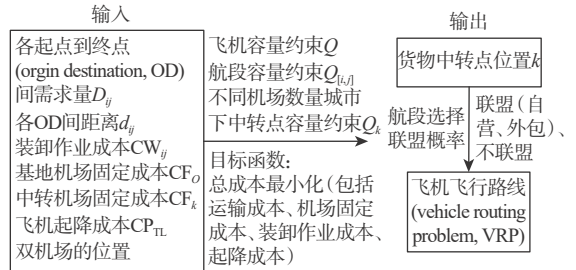 输入
各起点到终点
(orgin destination, OD)
间需求量Dij
各OD间距离dij
装卸作业成本CWij
基地机场固定成本CFO
中转机场固定成本CFk
飞机起降成本CPTL
双机场的位置
飞机容量约束Q
航段容量约束Q[i,j]
不同机场数量城市
下中转点容量约束Qk
目标函数:
总成本最小化(包括
运输成本、机场固定
成本、装卸作业成本、
起降成本)
输出
货物中转点位置k
航段选择
联盟概率
联盟(自
营、外包)、
不联盟
飞机飞行路线
(vehicle routing
problem, VRP)